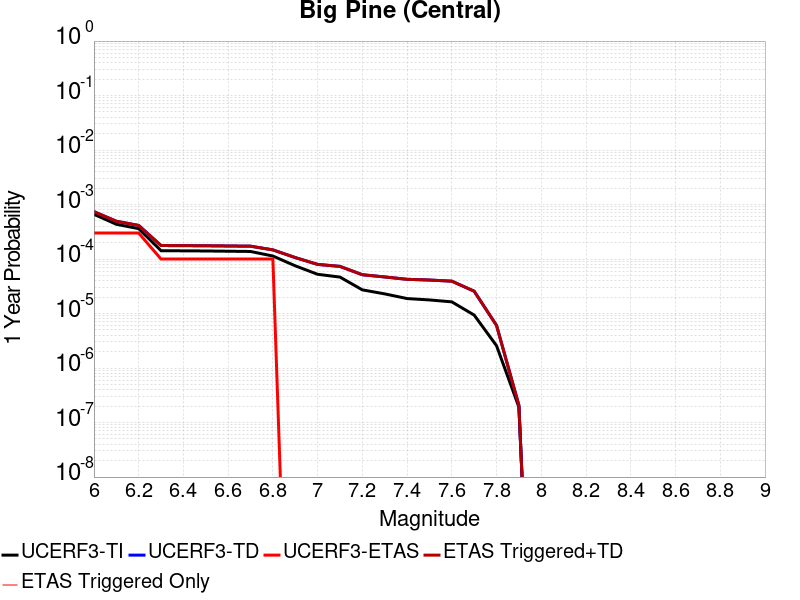 Big Pine (Central)
10^0
10^-1
10^-2
10^-3
10^-4
10^-5
10^-6
10^-7
10^-8
1 Year Probability
6 6.2 6.4 6.6 6.8 7 7.2 7.4 7.6 7.8 8 8.2 8.4 8.6 8.8 9
Magnitude
UCERF3-TI UCERF3-TD UCERF3-ETAS ETAS Triggered+TD
ETAS Triggered Only